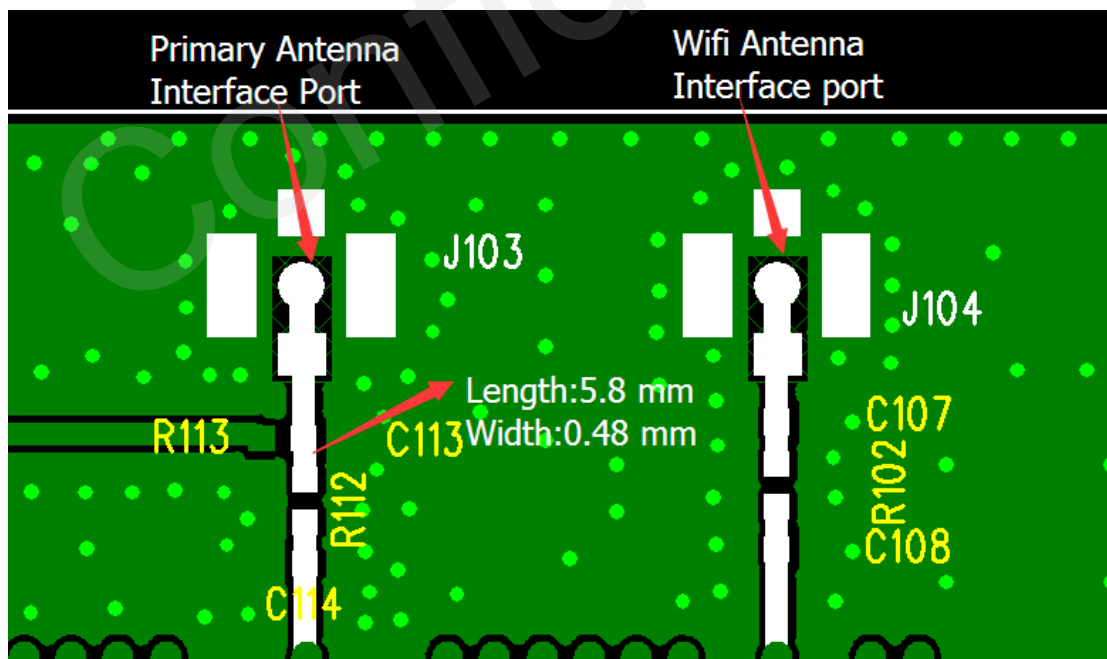 Primary Antenna
Interface Port
Wifi Antenna
Interface port
J103
J104
Length:5.8 mm
Width:0.48 mm
R113
C113
C107
R112
R102
C108
C114